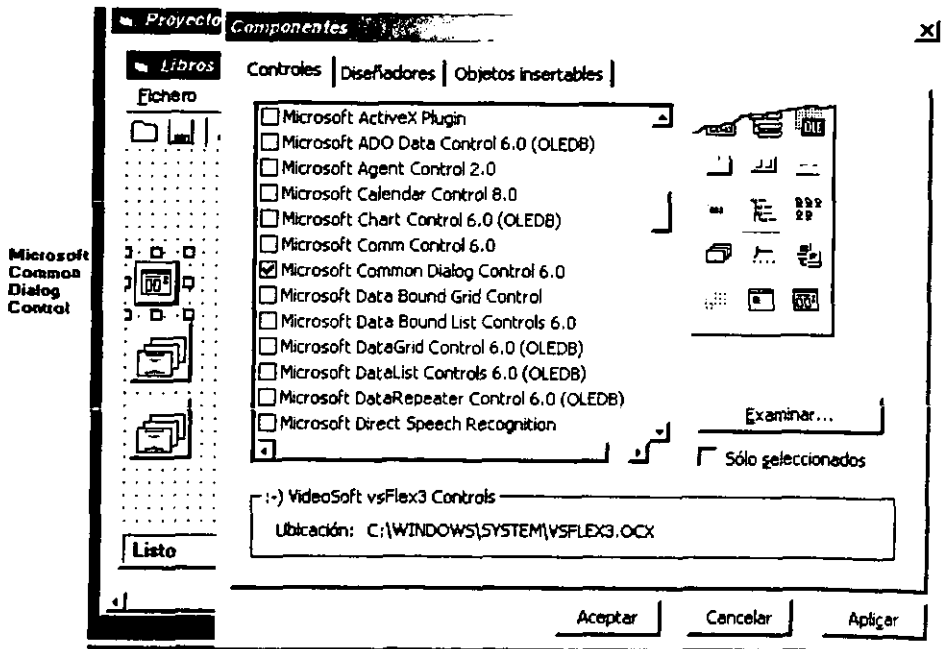 Proyecto
Componentes
Libros
Controles
Diseñadores
Objetos insertables
Fichero
Microsoft ActiveX Plugin
Microsoft ADO Data Control 6.0 (OLEDB)
Microsoft Agent Control 2.0
Microsoft Calendar Control 8.0
Microsoft Chart Control 6.0 (OLEDB)
Microsoft Comm Control 6.0
Microsoft Common Dialog Control 6.0
Microsoft Data Bound Grid Control
Microsoft Data Bound List Controls 6.0
Microsoft DataGrid Control 6.0 (OLEDB)
Microsoft DataList Controls 6.0 (OLEDB)
Microsoft DataRepeater Control 6.0 (OLEDB)
Microsoft Direct Speech Recognition
Microsoft
Common
Dialog
Control
OLE
Examinar...
Sólo seleccionados
:-) VideoSoft vsFlex3 Controls
Ubicación: C:\WINDOWS\SYSTEM\VSFLEX3.OCX
Listo
Aceptar
Cancelar
Aplicar